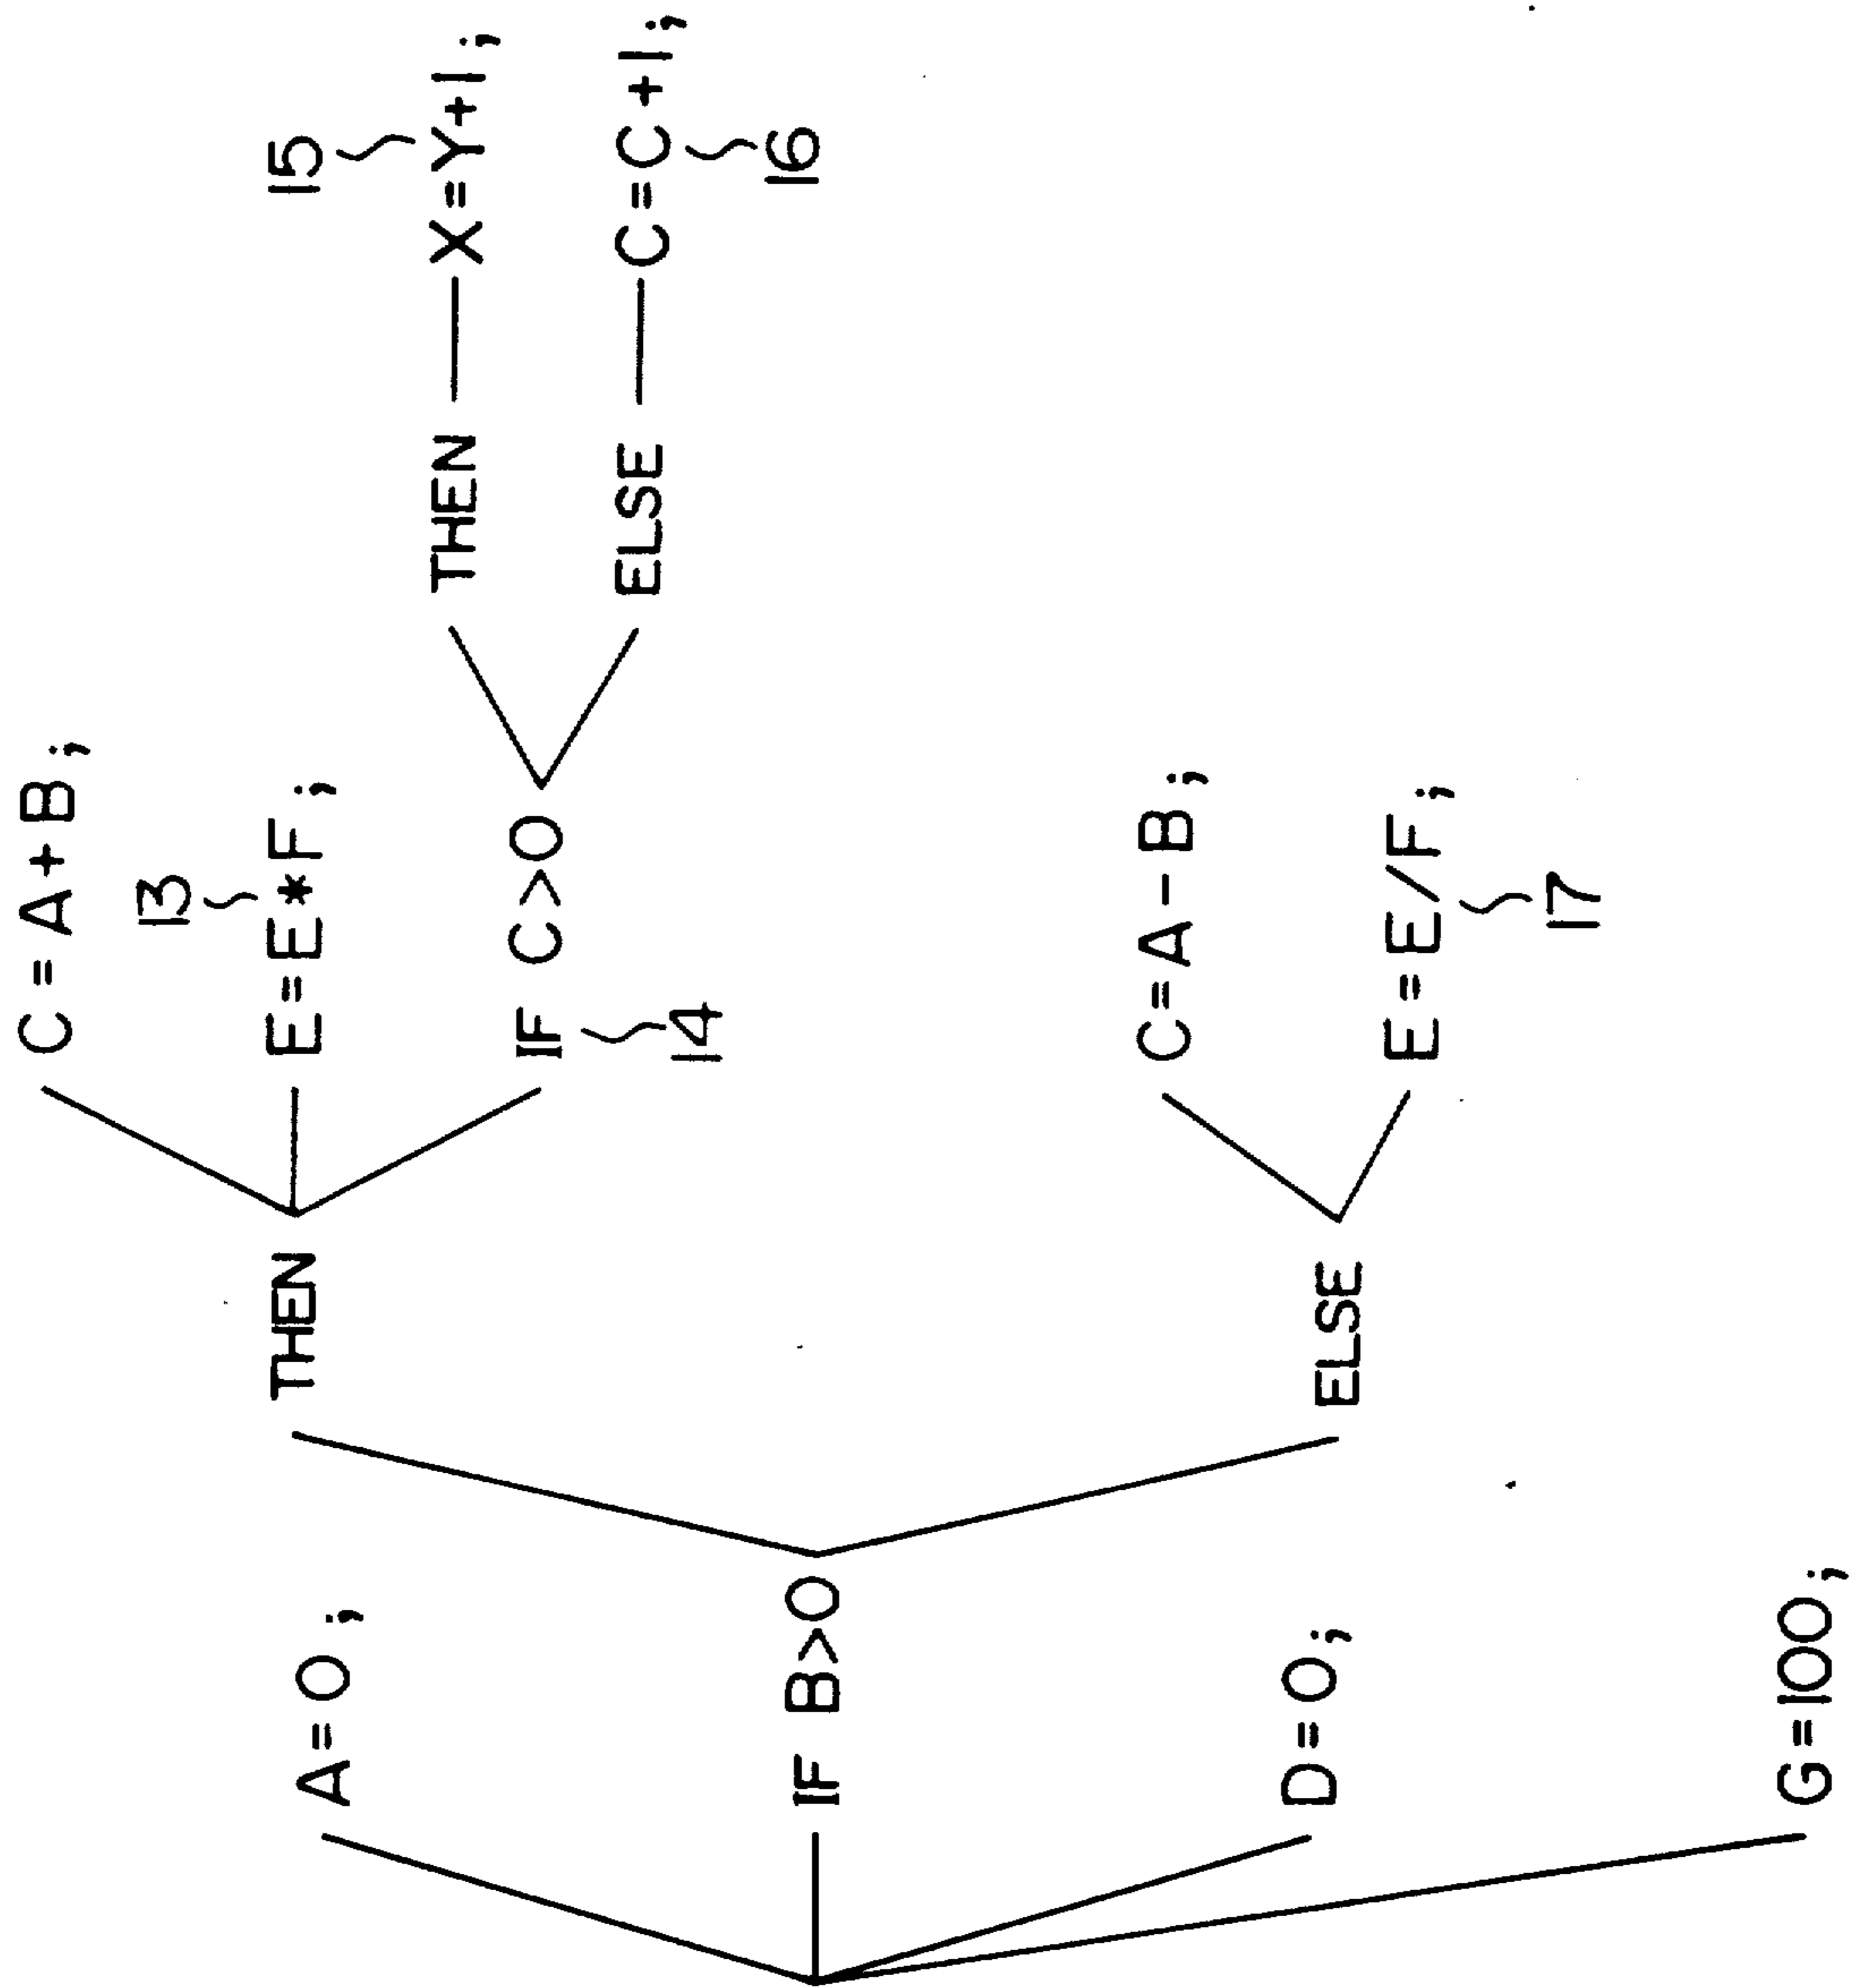 C = A+B;
13
A=0;
THEN
E=E*F;
15
THEN
X=Y+1;
IF C>0
ELSE
C=C+1;
14
16
IF B>0
C=A-B;
D=0;
ELSE
E=E/F;
17
G=100;